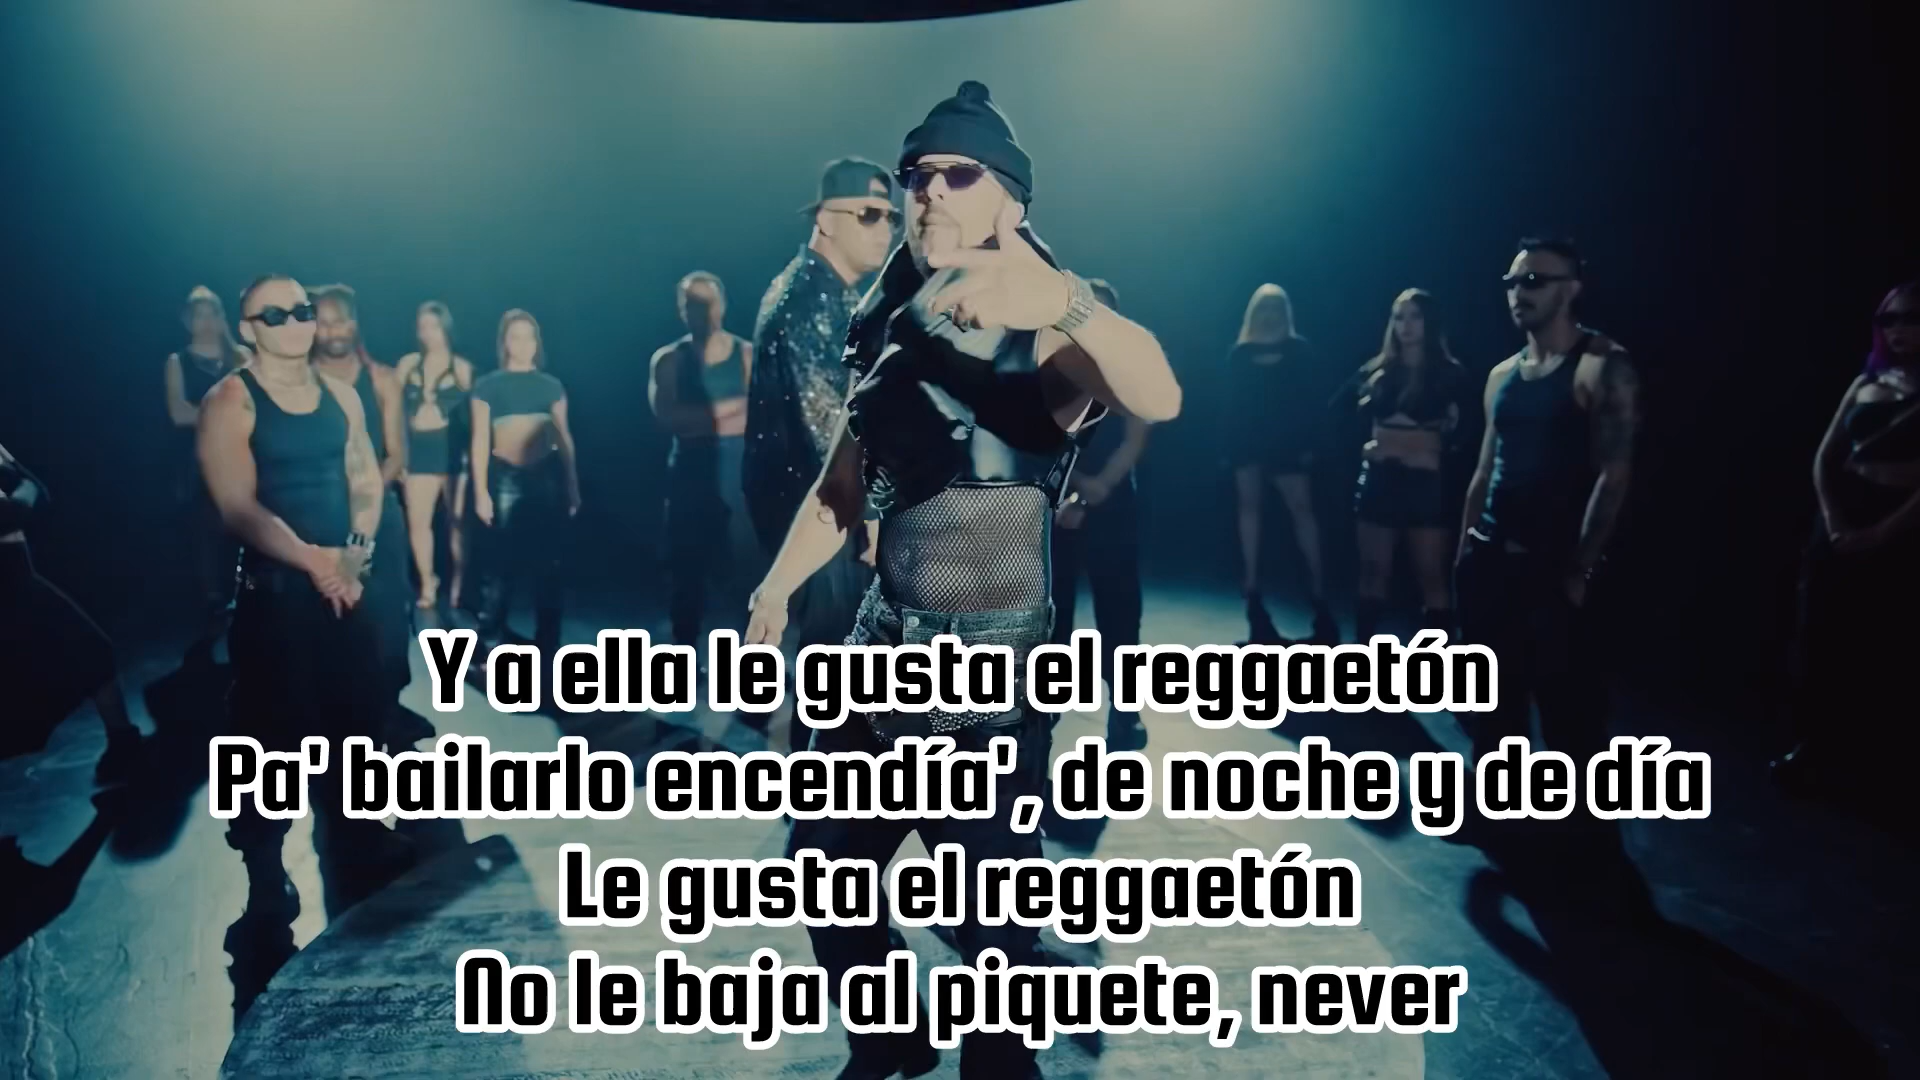 Y a ella le gusta el reggaetón
Pa' bailarlo encendía', de noche y de día
Le gusta el reggaetón
No le baja al piquete, never